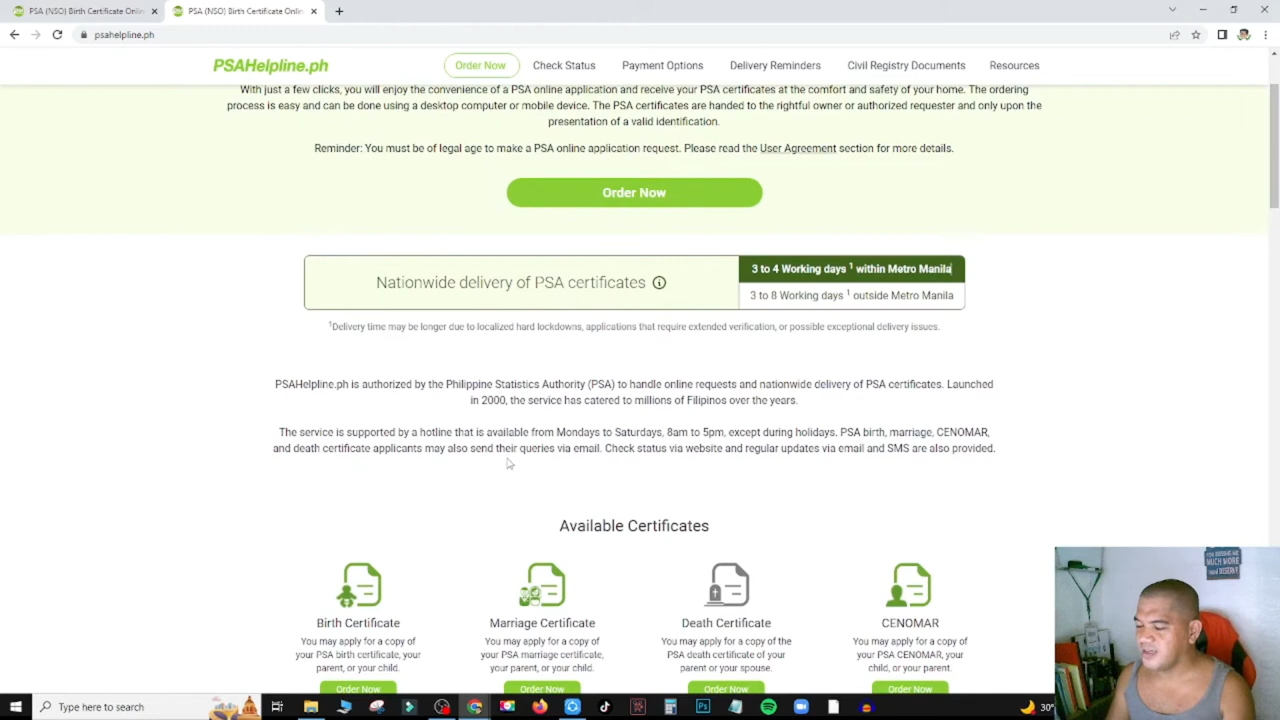 PSA (NSO) Birth Certificate Onlin
PSA (NSO) Birth Certificate Onlin
psahelpline.ph
PSAHelpline.ph
Order Now
Check Status
Payment Options
Delivery Reminders
Civil Registry Documents
Resources
With just a few clicks, you will enjoy the convenience of a PSA online application and receive your PSA certificates at the comfort and safety of your home. The ordering
process is easy and can be done using a desktop computer or mobile device. The PSA certificates are handed to the rightful owner or authorized requester and only upon the
presentation of a valid identification.
Reminder: You must be of legal age to make a PSA online application request. Please read the User Agreement section for more details.
Order Now
Nationwide delivery of PSA certificates
3 to 4 Working days ¹ within Metro Manila
3 to 8 Working days ¹ outside Metro Manila
¹Delivery time may be longer due to localized hard lockdowns, applications that require extended verification, or possible exceptional delivery issues.
PSAHelpline.ph is authorized by the Philippine Statistics Authority (PSA) to handle online requests and nationwide delivery of PSA certificates. Launched
in 2000, the service has catered to millions of Filipinos over the years.
The service is supported by a hotline that is available from Mondays to Saturdays, 8am to 5pm, except during holidays. PSA birth, marriage, CENOMAR,
and death certificate applicants may also send their queries via email. Check status via website and regular updates via email and SMS are also provided.
Available Certificates
Birth Certificate
You may apply for a copy of
your PSA birth certificate, your
parent, or your child.
Order Now
Marriage Certificate
You may apply for a copy of
your PSA marriage certificate,
your parent, or your child.
Order Now
Death Certificate
You may apply for a copy of the
PSA death certificate of your
parent or your spouse.
Order Now
CENOMAR
You may apply for a copy of
your PSA CENOMAR, your
child, or your parent.
Order Now
MUCH MORE
Type here to search
Ps
30°